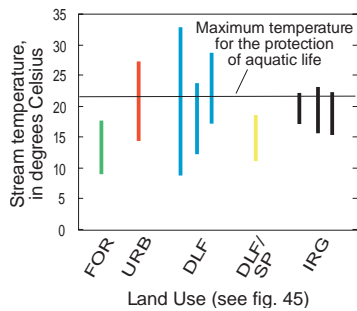 35
30
25
20
15
10
5
0
Stream temperature,
in degrees Celsius
Maximum temperature
for the protection
of aquatic life
FOR
URB
DLF
DLF/
SP
IRG
Land Use (see fig. 45)